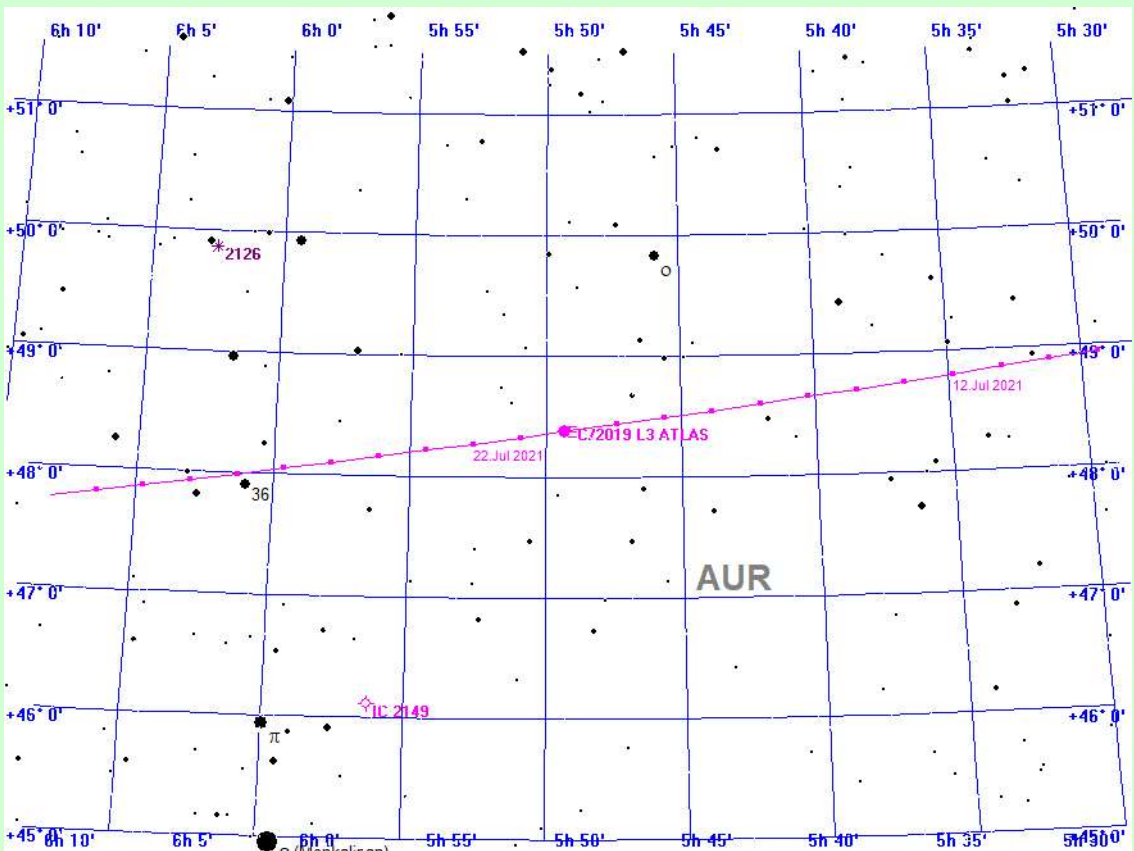 6h 10' 6h 5' 6h 0' 5h 55' 5h 50' 5h 45' 5h 40' 5h 35' 5h 30'
+51° 0' +51° 0'
+50° 0' +50° 0'
2126
o
+49° 0' +49° 0'
12.Jul 2021
C/2019 L3 ATLAS
22.Jul 2021
+48° 0' +48° 0'
36
AUR
+47° 0' +47° 0'
IC 2149
+46° 0' +46° 0'
π
+45° 0' 6h 10' 6h 5' 6h 0' 5h 55' 5h 50' 5h 45' 5h 40' 5h 35' 5h 30' +45° 0'
(Menkalinan)